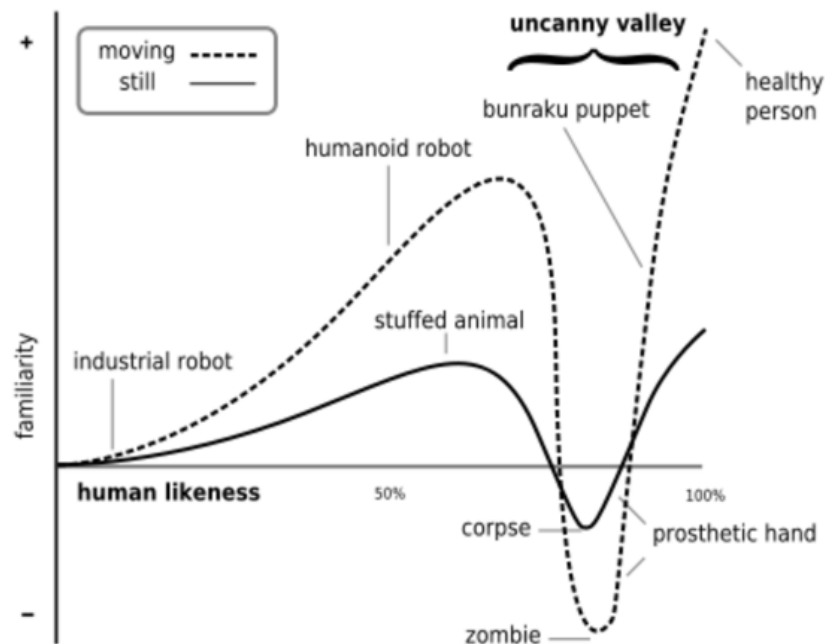 +
moving
still
uncanny valley
bunraku puppet
healthy
person
humanoid robot
stuffed animal
industrial robot
familiarity
human likeness
50%
100%
corpse
prosthetic hand
–
zombie